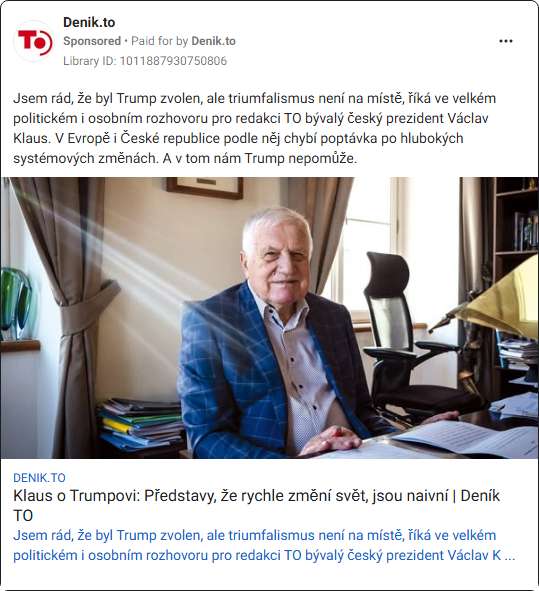 Denik.to
Sponsored • Paid for by Denik.to
Library ID: 1011887930750806
TO
Jsem rád, že byl Trump zvolen, ale triumfalismus není na místě, říká ve velkém
politickém i osobním rozhovoru pro redakci TO bývalý český prezident Václav
Klaus. V Evropě i České republice podle něj chybí poptávka po hlubokých
systémových změnách. A v tom nám Trump nepomůže.
DENIK.TO
Klaus o Trumpovi: Představy, že rychle změní svět, jsou naivní | Deník
TO
Jsem rád, že byl Trump zvolen, ale triumfalismus není na místě, říká ve velkém
politickém i osobním rozhovoru pro redakci TO bývalý český prezident Václav K ...